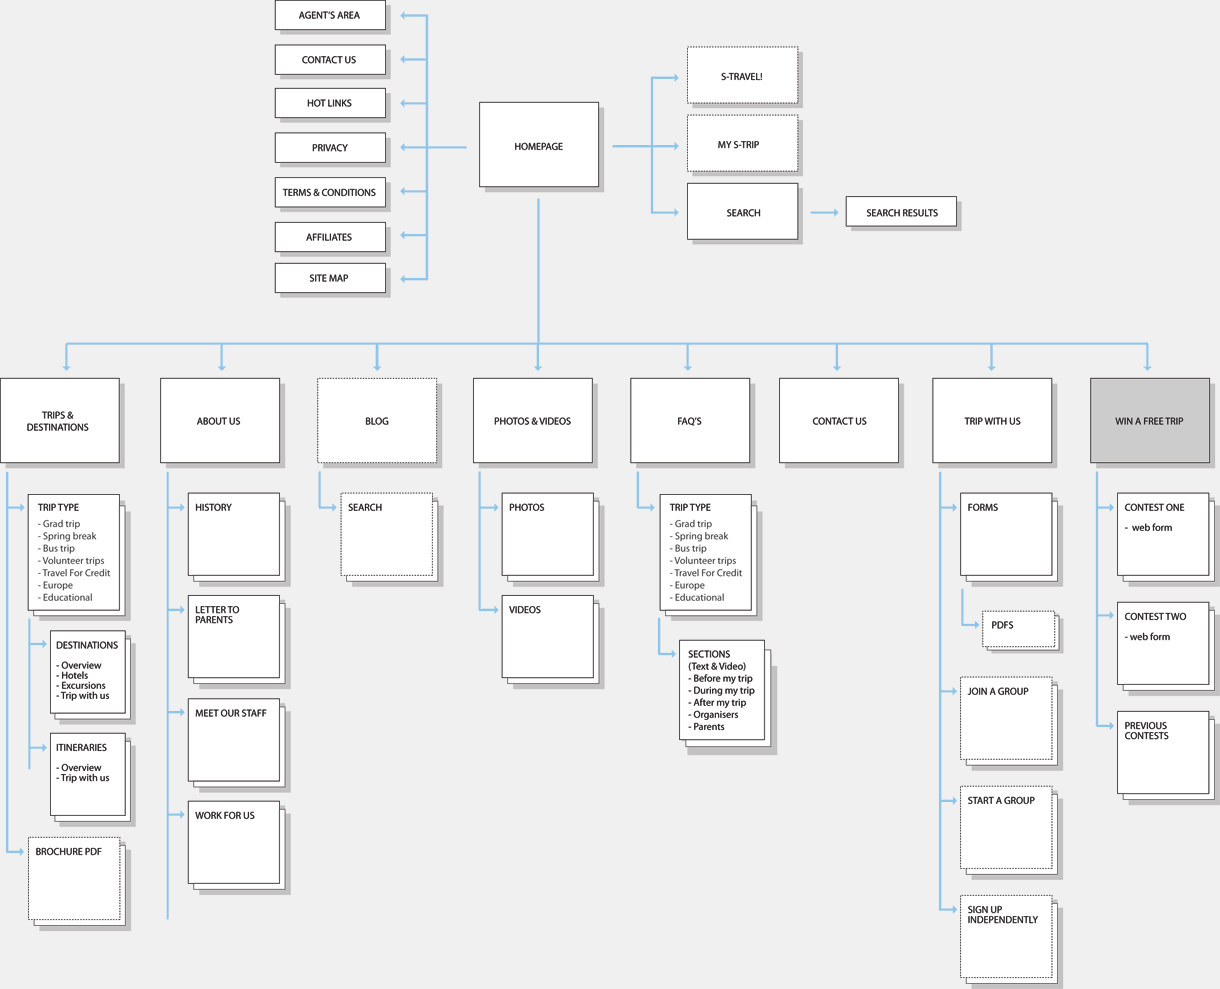 AGENT'S AREA
CONTACT US
HOT LINKS
PRIVACY
TERMS & CONDITIONS
AFFILIATES
SITE MAP
HOMEPAGE
S-TRAVEL!
MY S-TRIP
SEARCH
SEARCH RESULTS
TRIPS &
DESTINATIONS
ABOUT US
BLOG
PHOTOS & VIDEOS
FAQ'S
CONTACT US
TRIP WITH US
WIN A FREE TRIP
TRIP TYPE
- Grad trip
- Spring break
- Bus trip
- Volunteer trips
- Travel For Credit
- Europe
- Educational
DESTINATIONS
- Overview
- Hotels
- Excursions
- Trip with us
ITINERARIES
- Overview
- Trip with us
BROCHURE PDF
HISTORY
LETTER TO
PARENTS
MEET OUR STAFF
WORK FOR US
SEARCH
PHOTOS
VIDEOS
TRIP TYPE
- Grad trip
- Spring break
- Bus trip
- Volunteer trips
- Travel For Credit
- Europe
- Educational
SECTIONS
(Text & Video)
- Before my trip
- During my trip
- After my trip
- Organisers
- Parents
FORMS
PDFS
JOIN A GROUP
START A GROUP
SIGN UP
INDEPENDENTLY
CONTEST ONE
- web form
CONTEST TWO
- web form
PREVIOUS
CONTESTS